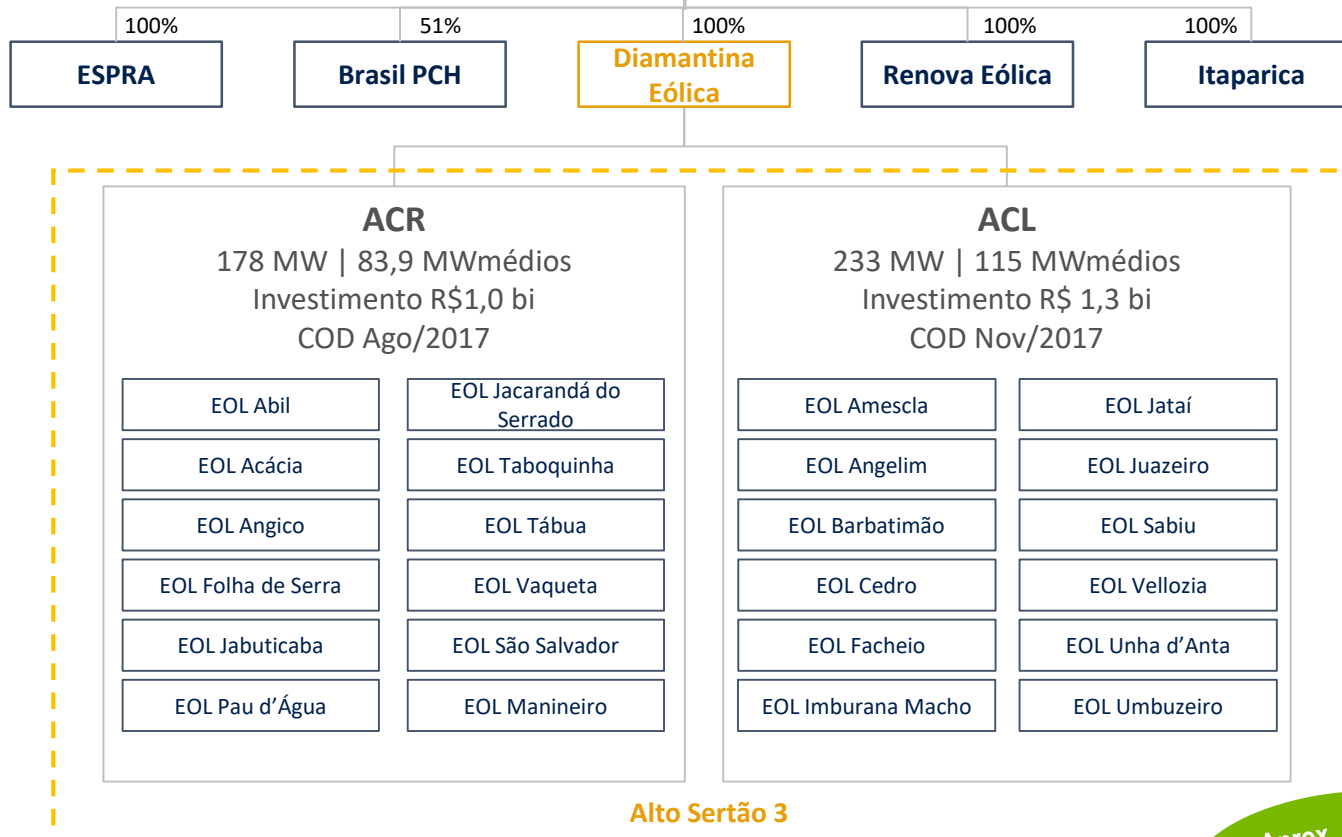 100%
51%
100%
100%
100%
ESPRA
Brasil PCH
Diamantina
Eólica
Renova Eólica
Itaparica
ACR
178 MW | 83,9 MWmédios
Investimento R$1,0 bi
COD Ago/2017
EOL Abil
EOL Jacarandá do
Serrado
EOL Acácia
EOL Taboquinha
EOL Angico
EOL Tábua
EOL Folha de Serra
EOL Vaqueta
EOL Jabuticaba
EOL São Salvador
EOL Pau d’Água
EOL Manineiro
ACL
233 MW | 115 MWmédios
Investimento R$ 1,3 bi
COD Nov/2017
EOL Amescla
EOL Jataí
EOL Angelim
EOL Juazeiro
EOL Barbatimão
EOL Sabiu
EOL Cedro
EOL Vellozia
EOL Facheio
EOL Unha d’Anta
EOL Imburana Macho
EOL Umbuzeiro
Alto Sertão 3